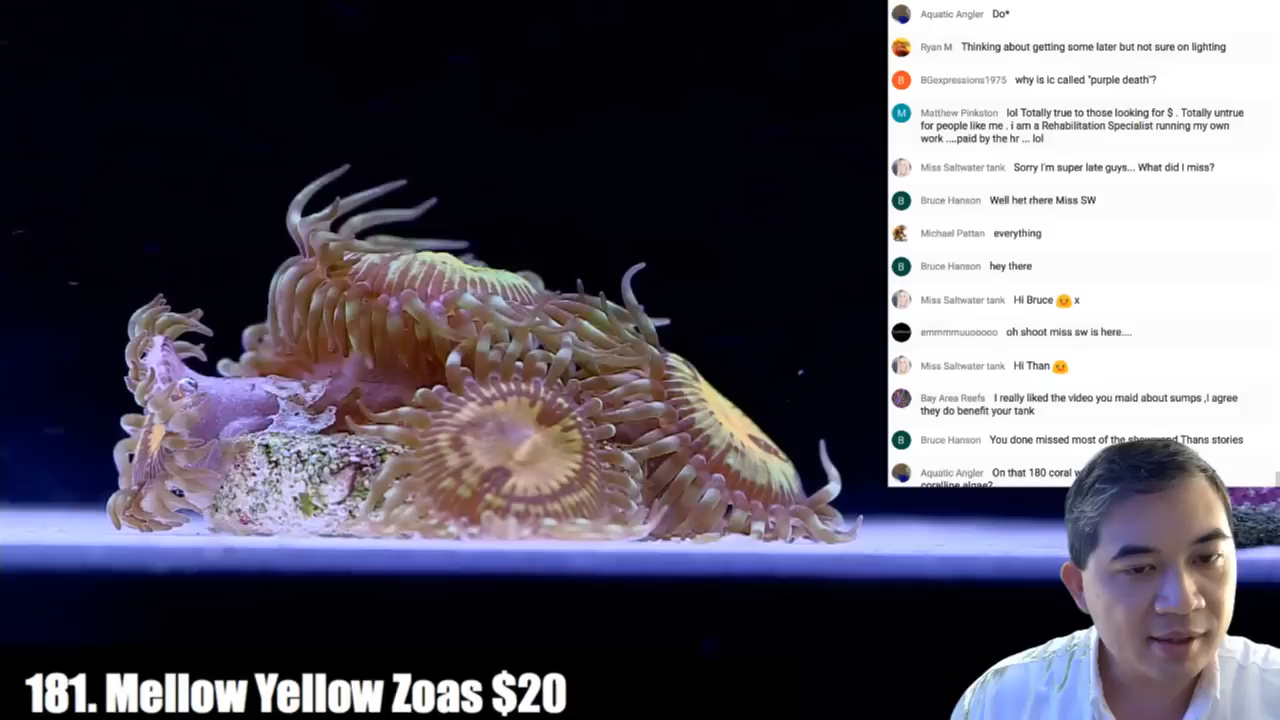 Aquatic Angler Do*
Ryan M Thinking about getting some later but not sure on lighting
B BGexpressions1975 why is ic called "purple death"?
M Matthew Pinkston lol Totally true to those looking for $ . Totally untrue
for people like me . i am a Rehabilitation Specialist running my own
work ....paid by the hr ... lol
Miss Saltwater tank Sorry I'm super late guys... What did I miss?
B Bruce Hanson Well het rhere Miss SW
Michael Pattan everything
B Bruce Hanson hey there
Miss Saltwater tank Hi Bruce 🤗 x
emmmmuuooooo oh shoot miss sw is here....
Miss Saltwater tank Hi Than 🤗
Bay Area Reefs I really liked the video you maid about sumps ,I agree
they do benefit your tank
B Bruce Hanson You done missed most of the show and Thans stories
Aquatic Angler On that 180 coral
coralline algae?
181. Mellow Yellow Zoas $20